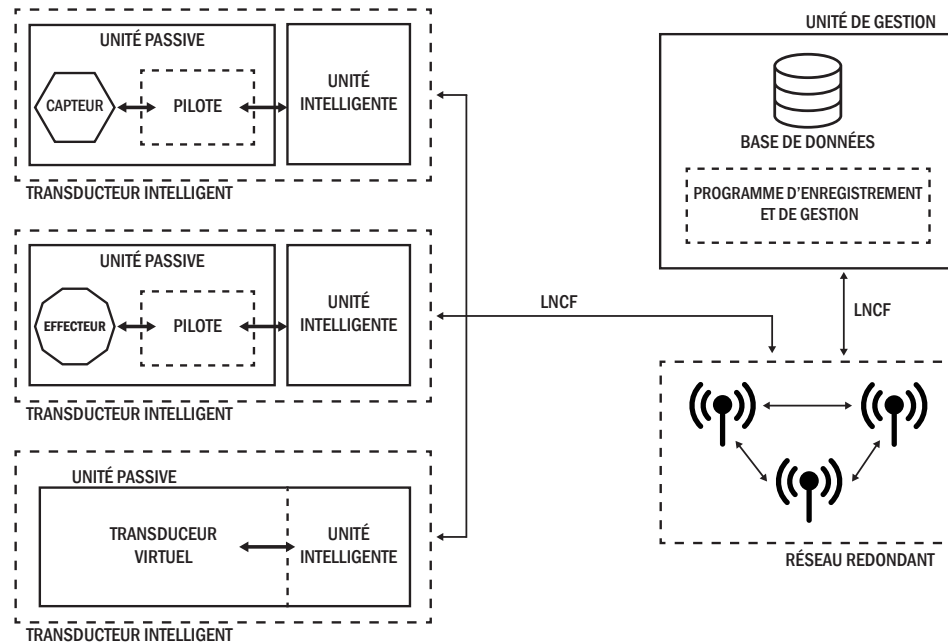 UNITÉ PASSIVE
CAPTEUR
PILOTE
UNITÉ
INTELLIGENTE
TRANSDUCTEUR INTELLIGENT
UNITÉ PASSIVE
EFFECTEUR
PILOTE
UNITÉ
INTELLIGENTE
TRANSDUCTEUR INTELLIGENT
UNITÉ PASSIVE
TRANSDUCEUR
VIRTUEL
UNITÉ
INTELLIGENTE
TRANSDUCTEUR INTELLIGENT
LNCF
UNITÉ DE GESTION
BASE DE DONNÉES
PROGRAMME D'ENREGISTREMENT
ET DE GESTION
LNCF
RÉSEAU REDONDANT